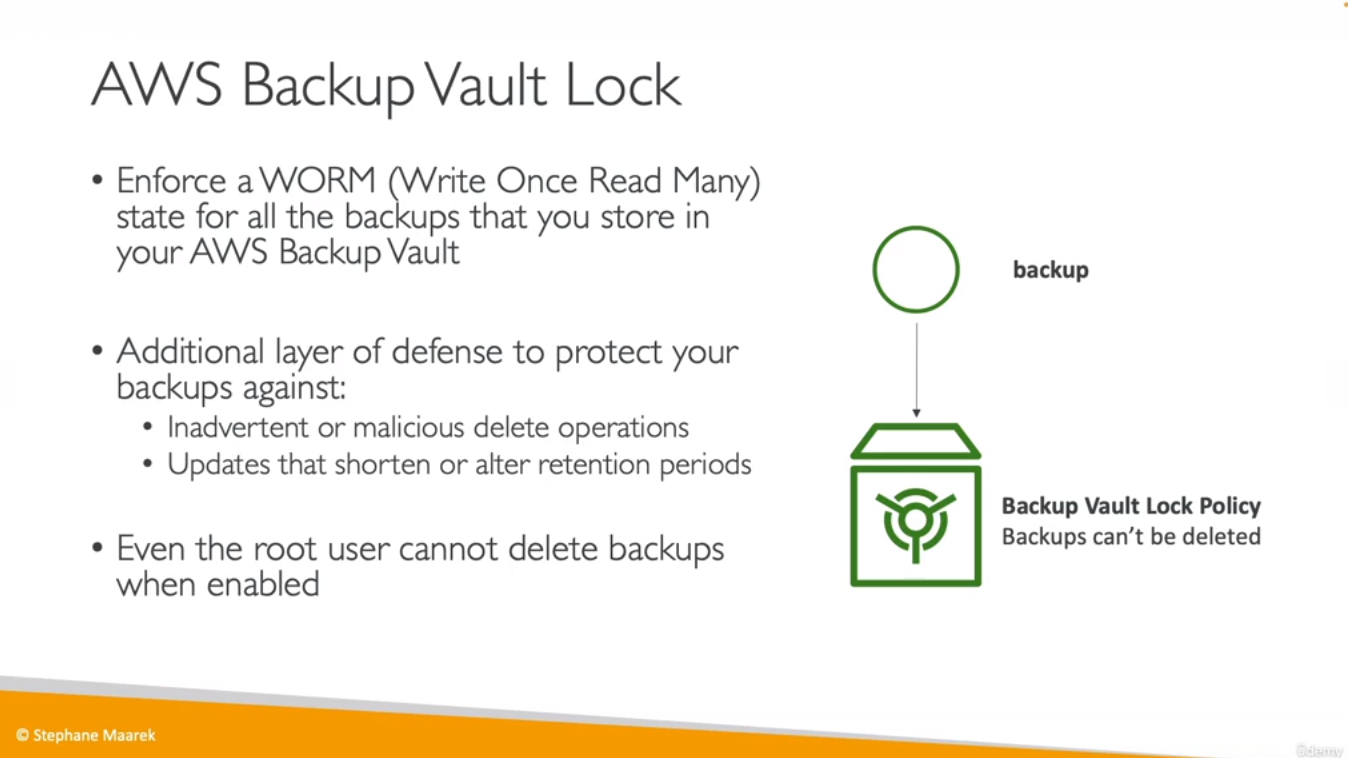 AWS Backup Vault Lock
• Enforce a WORM (Write Once Read Many)
state for all the backups that you store in
your AWS Backup Vault
• Additional layer of defense to protect your
backups against:
• Inadvertent or malicious delete operations
• Updates that shorten or alter retention periods
• Even the root user cannot delete backups
when enabled
backup
Backup Vault Lock Policy
Backups can’t be deleted
© Stephane Maarek
ûdemy